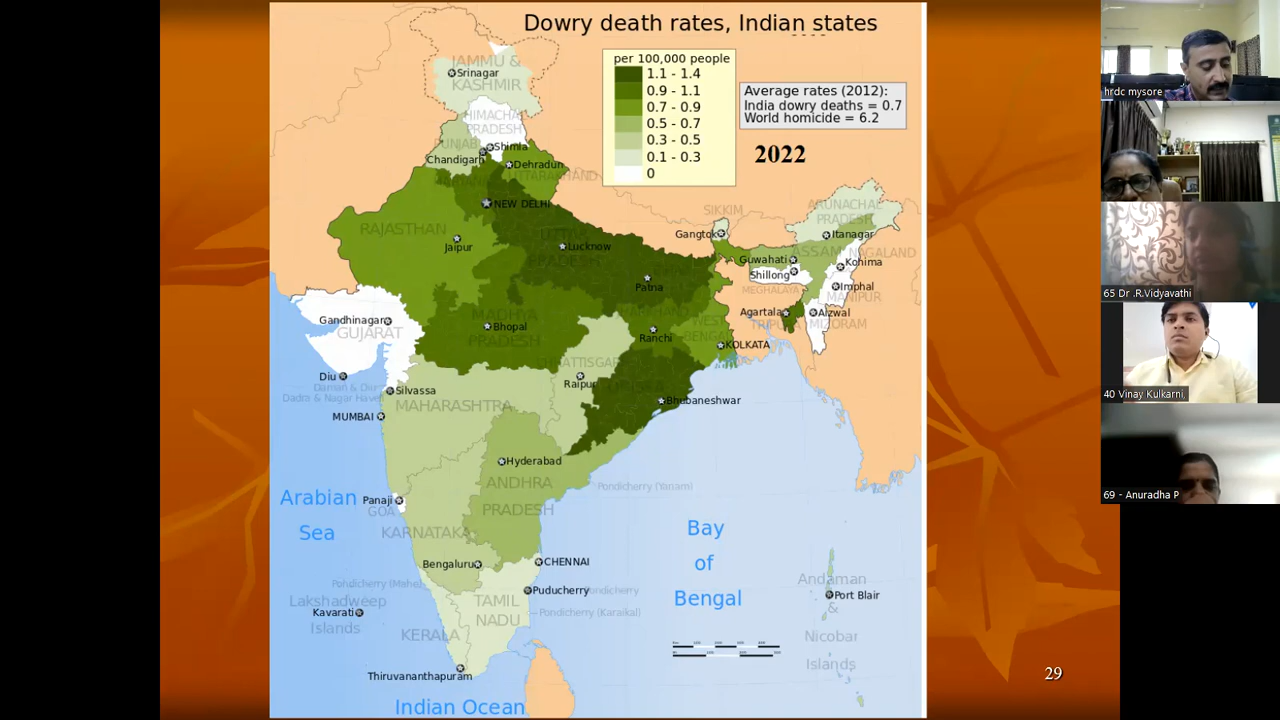 Dowry death rates, Indian states
per 100,000 people
1.1 - 1.4
0.9 - 1.1
0.7 - 0.9
0.5 - 0.7
0.3 - 0.5
0.1 - 0.3
0
Average rates (2012):
India dowry deaths = 0.7
World homicide = 6.2
2022
JAMMU &
KASHMIR
Srinagar
HIMACHAL
PRADESH
PUNJAB
Shimla
Chandigarh
Dehradun
UTTARAKHAND
NEW DELHI
RAJASTHAN
Jaipur
UTTAR
PRADESH
Lucknow
SIKKIM
Gangtok
ARUNACHAL
PRADESH
Itanagar
ASSAM
NAGALAND
Guwahati
Kohima
Shillong
MEGHALAYA
Imphal
MANIPUR
Patna
Agartala
TRIPURA
Aizwal
MIZORAM
Gandhinagar
GUJARAT
MADHYA
PRADESH
Bhopal
JHARKHAND
Ranchi
WEST
BENGAL
KOLKATA
CHHATTISGARH
Raipur
ORISSA
Bhubaneshwar
Diu
Daman & Diu
Dadra & Nagar Haveli
Silvassa
MAHARASHTRA
MUMBAI
Hyderabad
ANDHRA
PRADESH
Pondicherry (Yanam)
Arabian
Sea
Panaji
GOA
KARNATAKA
Bay
of
Bengal
Bengaluru
CHENNAI
Pondicherry (Mahe)
Puducherry
Pondicherry
Lakshadweep
Islands
Kavarati
TAMIL
NADU
Pondicherry (Karaikal)
KERALA
Andaman
&
Nicobar
Islands
Port Blair
Thiruvananthapuram
Indian Ocean
29
hrdc mysore
65 Dr .R.Vidyavathi
40 Vinay Kulkarni,
69 - Anuradha P